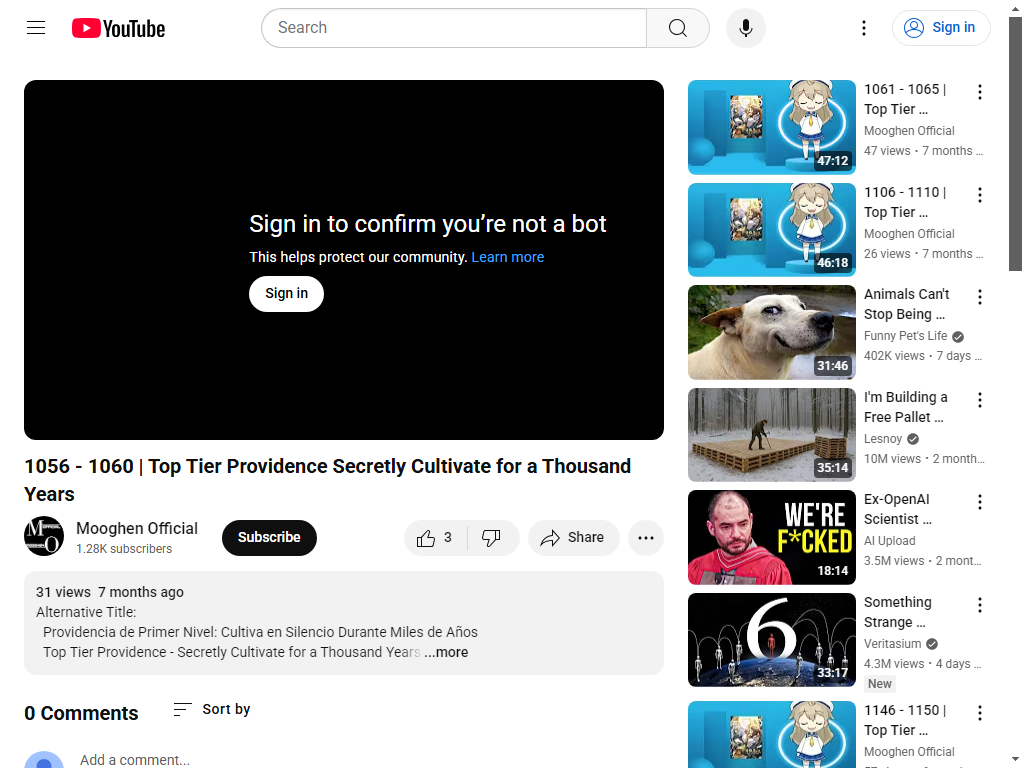 YouTube
Search
Sign in
Sign in to confirm you’re not a bot
This helps protect our community. Learn more
Sign in
1056 - 1060 | Top Tier Providence Secretly Cultivate for a Thousand
Years
Mooghen Official
1.28K subscribers
Subscribe
3
Share
31 views 7 months ago
Alternative Title:
Providencia de Primer Nivel: Cultiva en Silencio Durante Miles de Años
Top Tier Providence - Secretly Cultivate for a Thousand Years ...more
0 Comments
Sort by
Add a comment...
47:12
1061 - 1065 |
Top Tier ...
Mooghen Official
47 views • 7 months ...
46:18
1106 - 1110 |
Top Tier ...
Mooghen Official
26 views • 7 months ...
31:46
Animals Can't
Stop Being ...
Funny Pet's Life
402K views • 7 days ...
35:14
I'm Building a
Free Pallet ...
Lesnoy
10M views • 2 month...
WE'RE
F*CKED
18:14
Ex-OpenAI
Scientist ...
AI Upload
3.5M views • 2 mont...
6
33:17
Something
Strange ...
Veritasium
4.3M views • 4 days ...
New
1146 - 1150 |
Top Tier ...
Mooghen Official